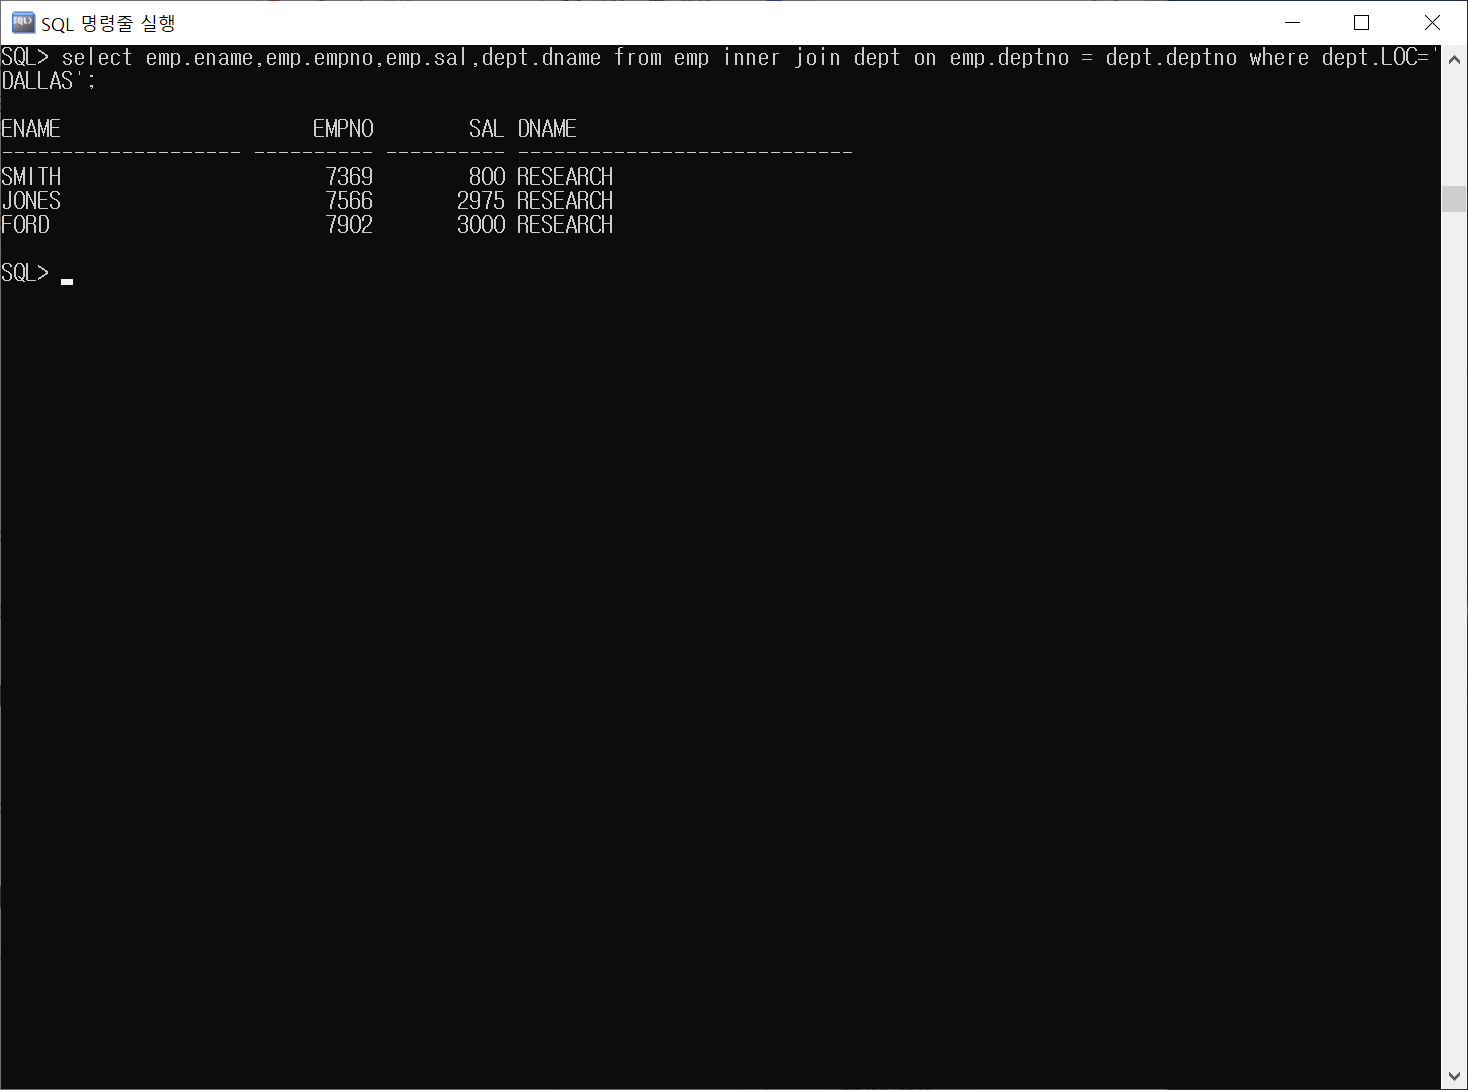 SQL 명령줄 실행
SQL> select emp.ename,emp.empno,emp.sal,dept.dname from emp inner join dept on emp.deptno = dept.deptno where dept.LOC='
DALLAS';
ENAME                          EMPNO        SAL DNAME
-------------------- ---------- ---------- ----------------------------
SMITH                      7369        800 RESEARCH
JONES                      7566       2975 RESEARCH
FORD                       7902       3000 RESEARCH
SQL>